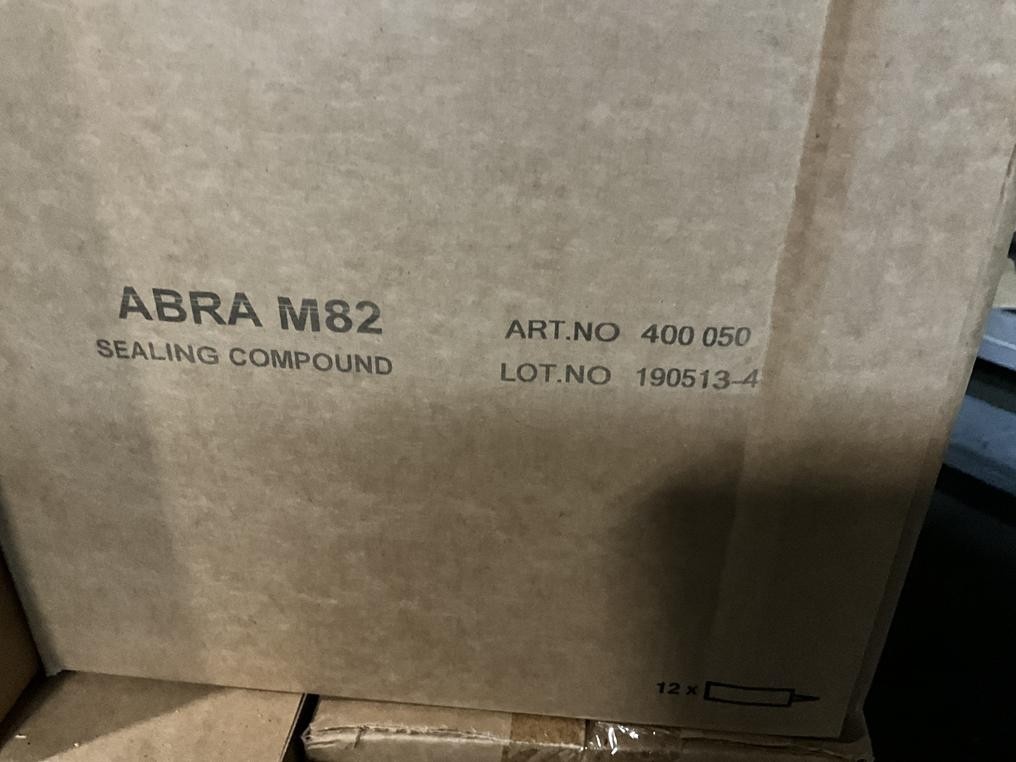 ABRA M82
SEALING COMPOUND
ART.NO 400 050
LOT.NO 190513-4
12 x